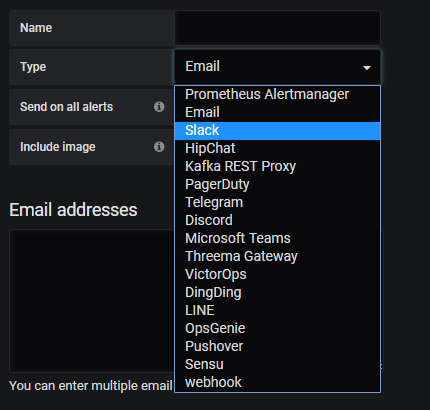 Name
Type
Email
Send on all alerts
Include image
Prometheus Alertmanager
Email
Slack
HipChat
Kafka REST Proxy
PagerDuty
Telegram
Discord
Microsoft Teams
Threema Gateway
VictorOps
DingDing
LINE
OpsGenie
Pushover
Sensu
webhook
Email addresses
You can enter multiple email